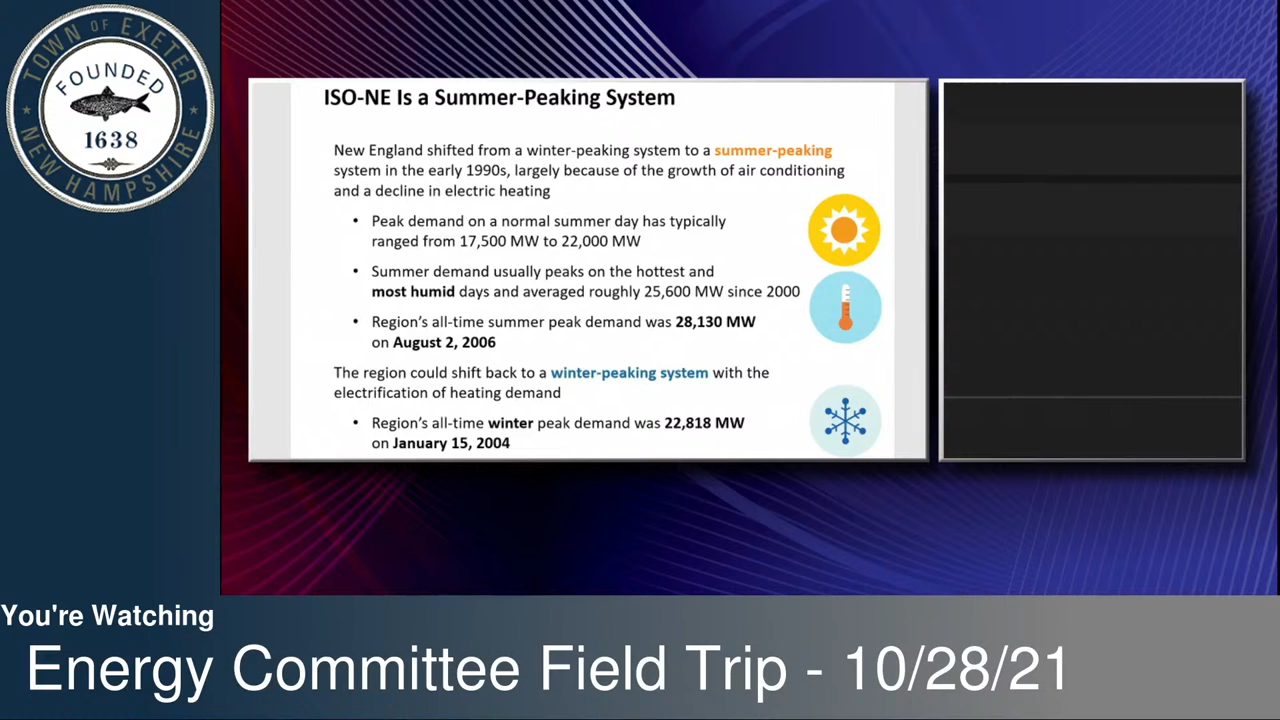 TOWN OF EXETER
FOUNDED
1638
NEW HAMPSHIRE
ISO-NE Is a Summer-Peaking System
New England shifted from a winter-peaking system to a summer-peaking
system in the early 1990s, largely because of the growth of air conditioning
and a decline in electric heating
• Peak demand on a normal summer day has typically
ranged from 17,500 MW to 22,000 MW
• Summer demand usually peaks on the hottest and
most humid days and averaged roughly 25,600 MW since 2000
• Region's all-time summer peak demand was 28,130 MW
on August 2, 2006
The region could shift back to a winter-peaking system with the
electrification of heating demand
• Region's all-time winter peak demand was 22,818 MW
on January 15, 2004
You're Watching
Energy Committee Field Trip - 10/28/21